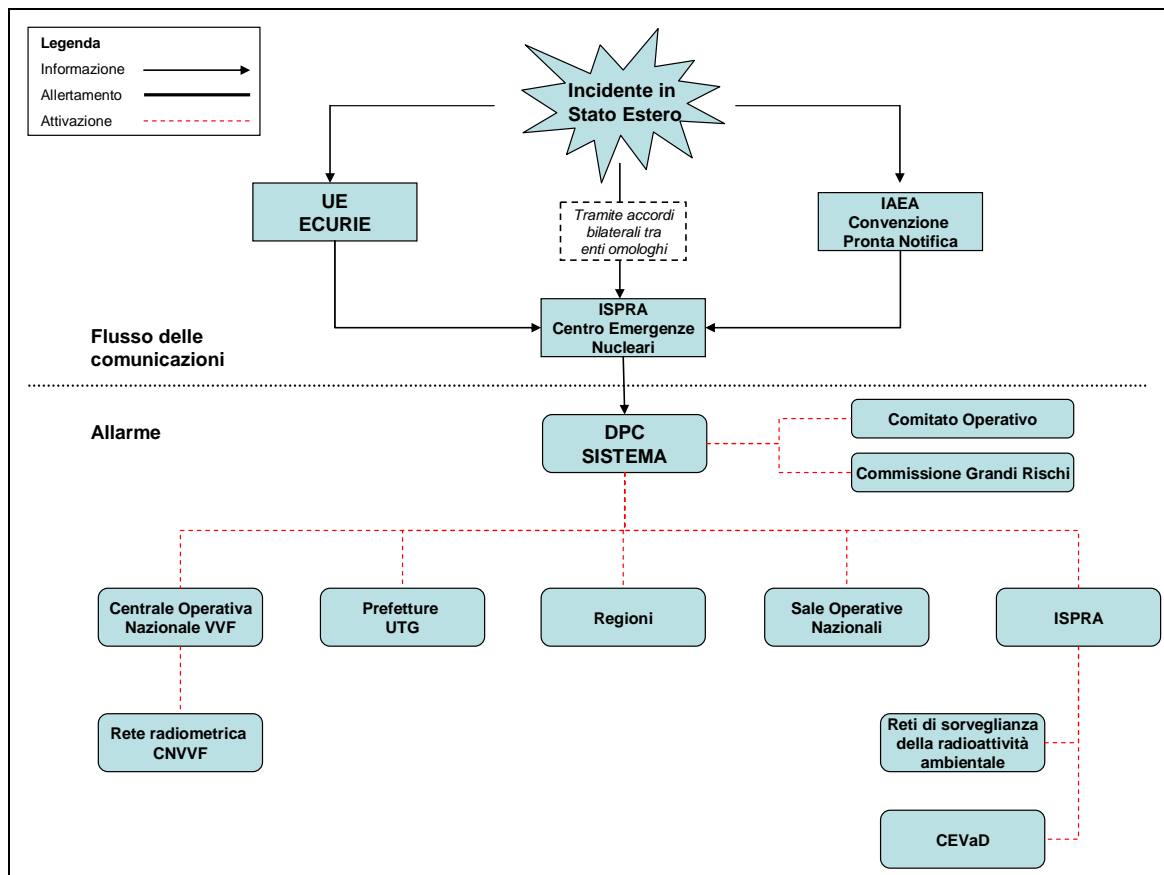 Legenda
Informazione
Allertamento
Attivazione
Incidente in
Stato Estero
UE
ECURIE
Tramite accordi
bilaterali tra
enti omologhi
IAEA
Convenzione
Pronta Notifica
ISPRA
Centro Emergenze
Nucleari
Flusso delle
comunicazioni
Allarme
DPC
SISTEMA
Comitato Operativo
Commissione Grandi Rischi
Centrale Operativa
Nazionale VVF
Prefetture
UTG
Regioni
Sale Operative
Nazionali
ISPRA
Rete radiometrica
CNVVF
Reti di sorveglianza
della radioattività
ambientale
CEVaD